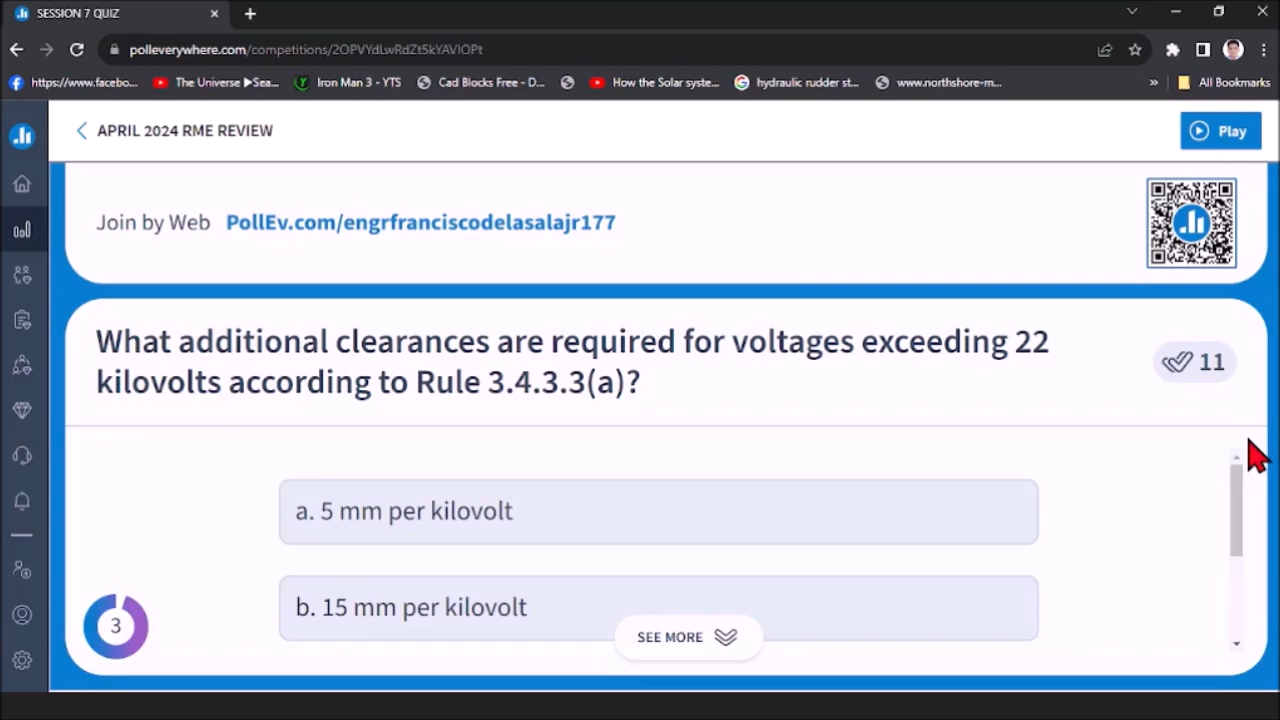 SESSION 7 QUIZ
polleverywhere.com/competitions/2OPVYdLwRdZt5kYAVIOPt
https://www.facebo... The Universe ▶Sea... Iron Man 3 - YTS Cad Blocks Free - D... How the Solar syste... hydraulic rudder st... www.northshore-m... » All Bookmarks
APRIL 2024 RME REVIEW
Play
Join by Web PollEv.com/engrfranciscodelasalajr177
What additional clearances are required for voltages exceeding 22
kilovolts according to Rule 3.4.3.3(a)?
11
a. 5 mm per kilovolt
b. 15 mm per kilovolt
3
SEE MORE